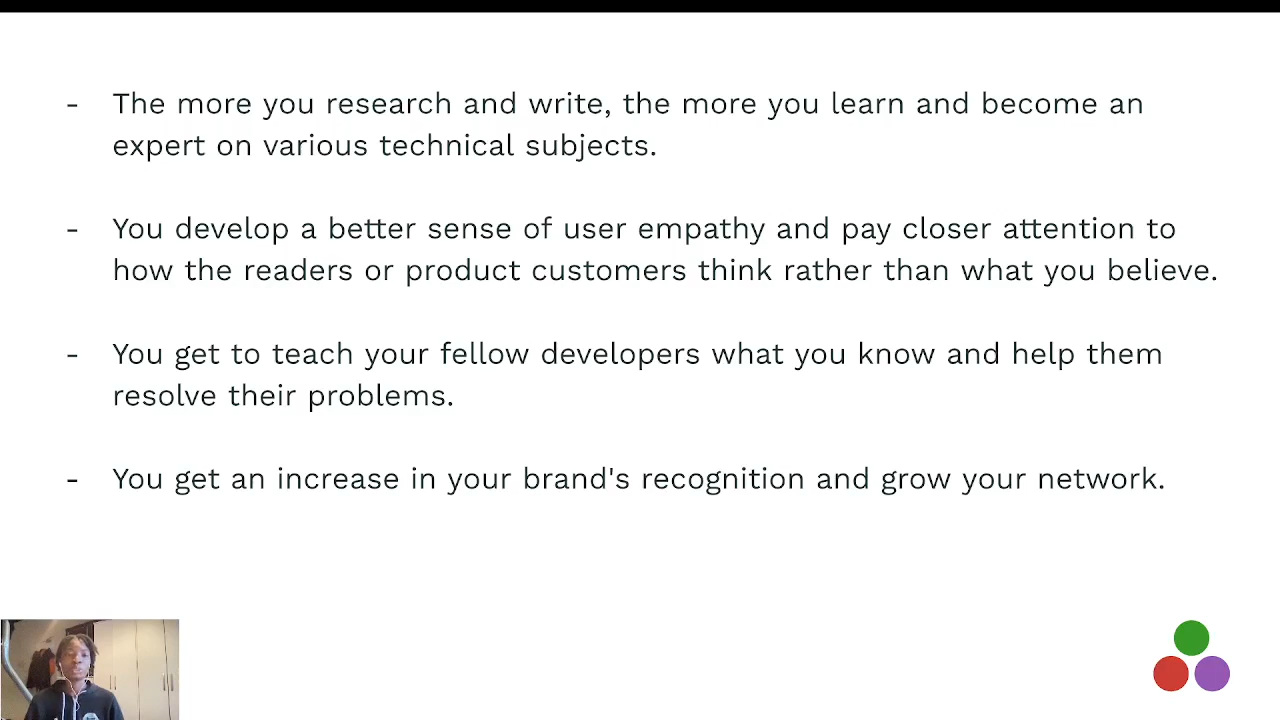 - The more you research and write, the more you learn and become an
expert on various technical subjects.
- You develop a better sense of user empathy and pay closer attention to
how the readers or product customers think rather than what you believe.
- You get to teach your fellow developers what you know and help them
resolve their problems.
- You get an increase in your brand's recognition and grow your network.